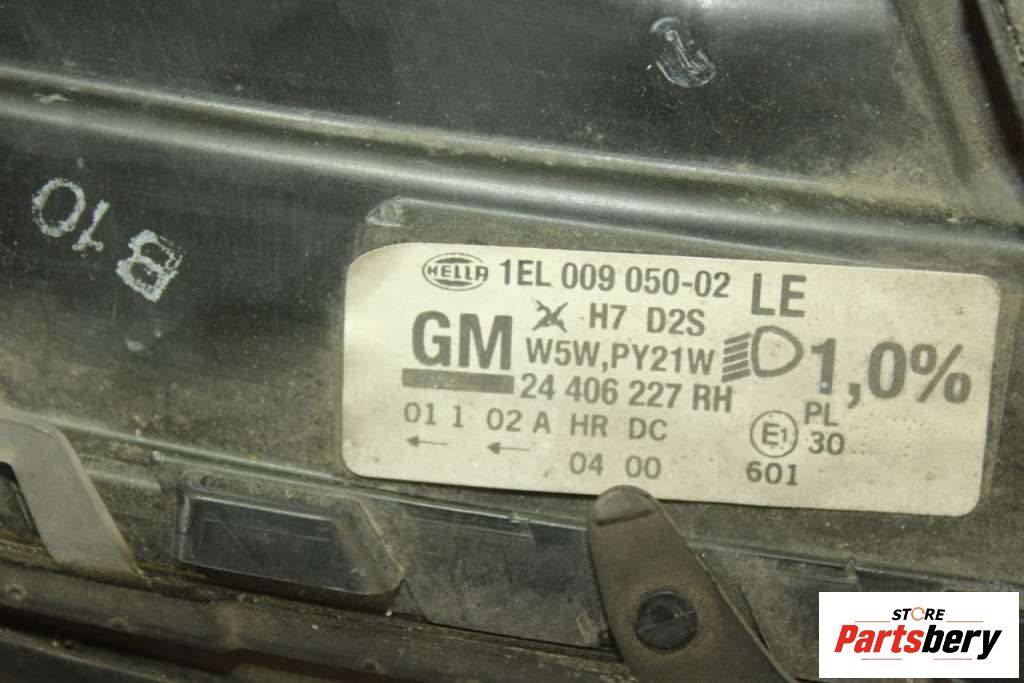 B 10
HELLA 1EL 009 050-02 LE
H7 D2S
GM W5W,PY21W 1,0%
24 406 227 RH
01 1 02 A HR DC PL
E1 30
← ← 04 00 601
STORE
Partsbery